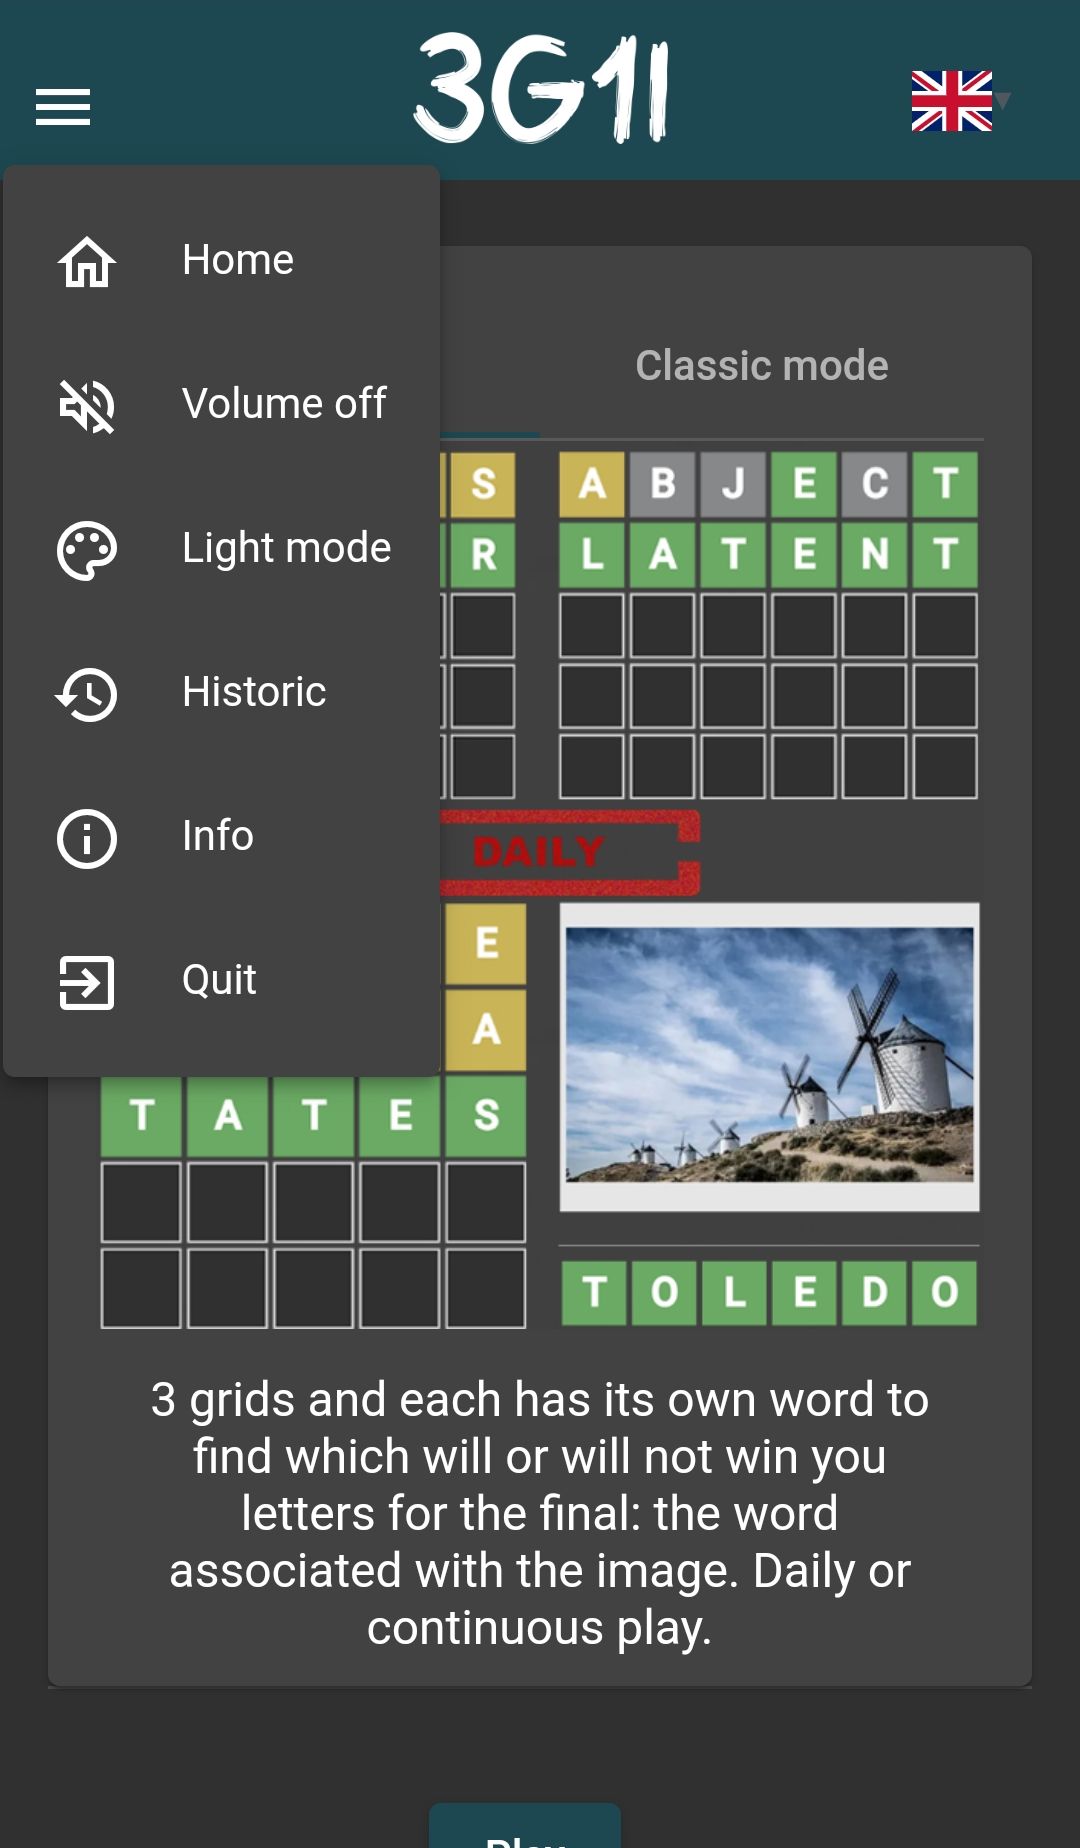 3G1I
Home
Volume off
Light mode
Historic
Info
Quit
Classic mode
S
R
A B J E C T
L A T E N T
DAILY
E
A
T A T E S
T O L E D O
3 grids and each has its own word to
find which will or will not win you
letters for the final: the word
associated with the image. Daily or
continuous play.
Play